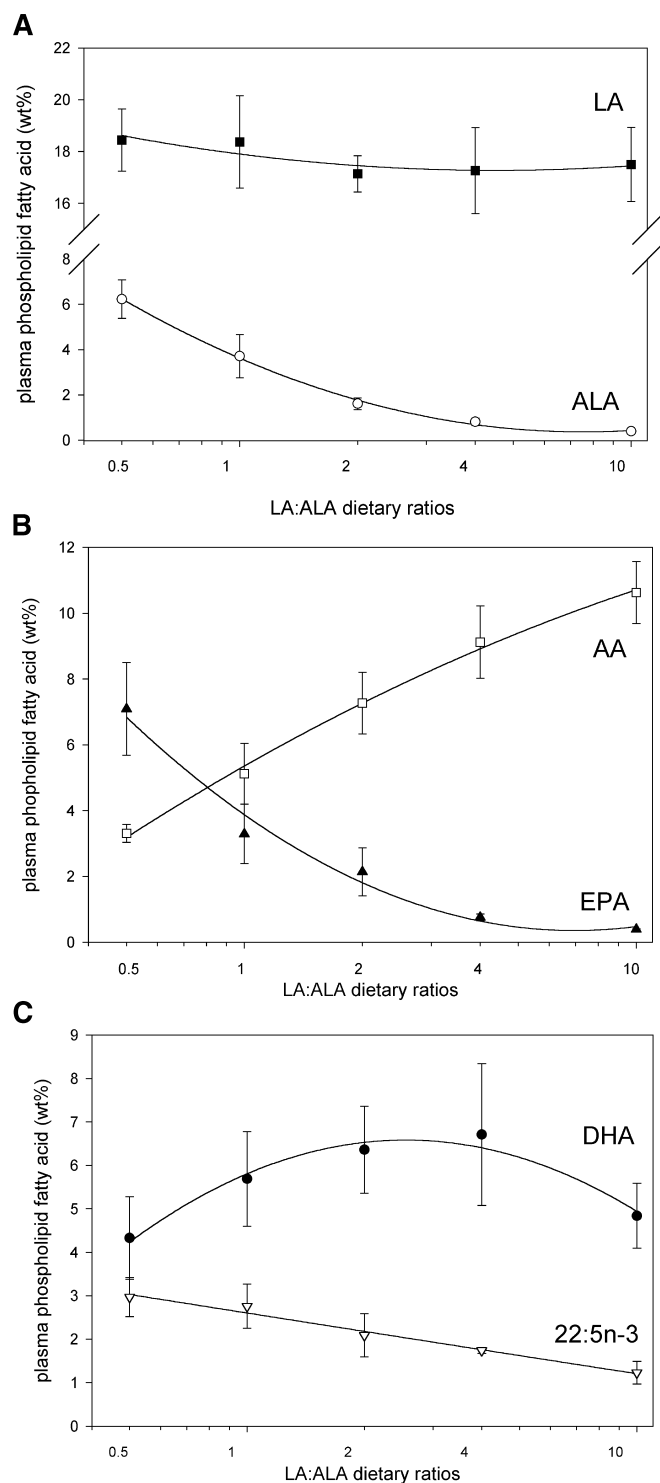 A
plasma phospholipid fatty acid (wt%)
22
20
18
16
8
6
4
2
0
LA
ALA
0.5 1 2 4 10
LA:ALA dietary ratios
B
plasma phopholipid fatty acid (wt%)
12
10
8
6
4
2
0
AA
EPA
0.5 1 2 4 10
LA:ALA dietary ratios
C
plasma phospholipid fatty acid (wt%)
9
8
7
6
5
4
3
2
1
0
DHA
22:5n-3
0.5 1 2 4 10
LA:ALA dietary ratios